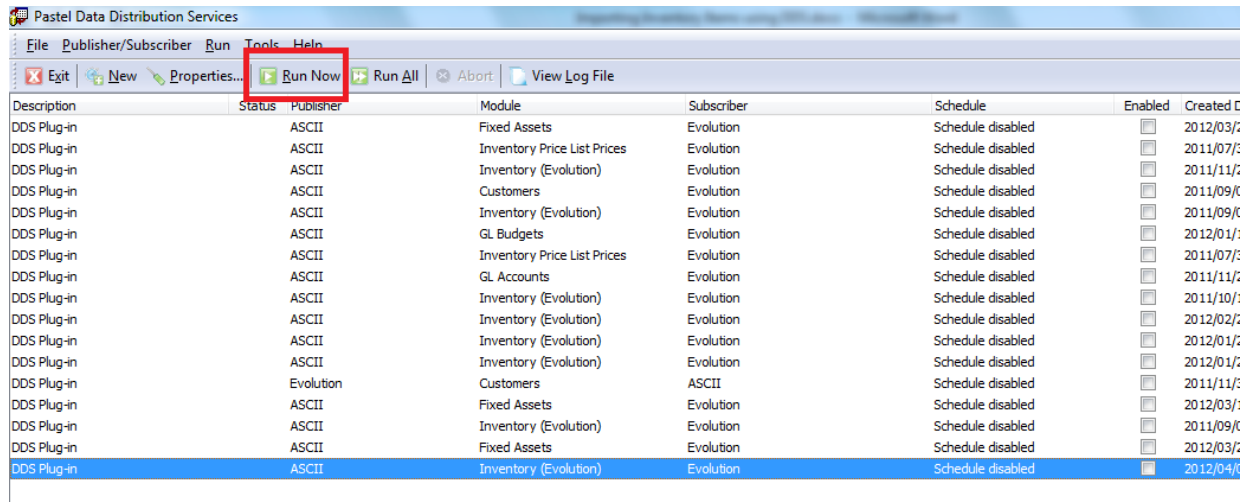 Pastel Data Distribution Services Importing Inventory Items using DDS.docx - Microsoft Word
File Publisher/Subscriber Run Tools Help
Exit New Properties... Run Now Run All Abort View Log File
Description Status Publisher Module Subscriber Schedule Enabled Created D
DDS Plug-in ASCII Fixed Assets Evolution Schedule disabled 2012/03/2
DDS Plug-in ASCII Inventory Price List Prices Evolution Schedule disabled 2011/07/3
DDS Plug-in ASCII Inventory (Evolution) Evolution Schedule disabled 2011/11/2
DDS Plug-in ASCII Customers Evolution Schedule disabled 2011/09/0
DDS Plug-in ASCII Inventory (Evolution) Evolution Schedule disabled 2011/09/0
DDS Plug-in ASCII GL Budgets Evolution Schedule disabled 2012/01/1
DDS Plug-in ASCII Inventory Price List Prices Evolution Schedule disabled 2011/07/3
DDS Plug-in ASCII GL Accounts Evolution Schedule disabled 2011/11/2
DDS Plug-in ASCII Inventory (Evolution) Evolution Schedule disabled 2011/10/1
DDS Plug-in ASCII Inventory (Evolution) Evolution Schedule disabled 2012/02/2
DDS Plug-in ASCII Inventory (Evolution) Evolution Schedule disabled 2012/01/2
DDS Plug-in ASCII Inventory (Evolution) Evolution Schedule disabled 2012/01/2
DDS Plug-in Evolution Customers ASCII Schedule disabled 2011/11/3
DDS Plug-in ASCII Fixed Assets Evolution Schedule disabled 2012/03/1
DDS Plug-in ASCII Inventory (Evolution) Evolution Schedule disabled 2011/09/0
DDS Plug-in ASCII Fixed Assets Evolution Schedule disabled 2012/03/2
DDS Plug-in ASCII Inventory (Evolution) Evolution Schedule disabled 2012/04/0